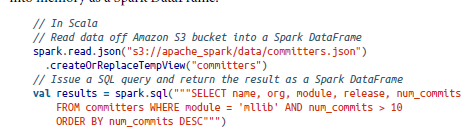 into memory as a Spark DataFrame.
// In Scala
// Read data off Amazon S3 bucket into a Spark DataFrame
spark.read.json("s3://apache_spark/data/committers.json")
.createOrReplaceTempView("committers")
// Issue a SQL query and return the result as a Spark DataFrame
val results = spark.sql("""SELECT name, org, module, release, num_commits
FROM committers WHERE module = 'mllib' AND num_commits > 10
ORDER BY num_commits DESC""")